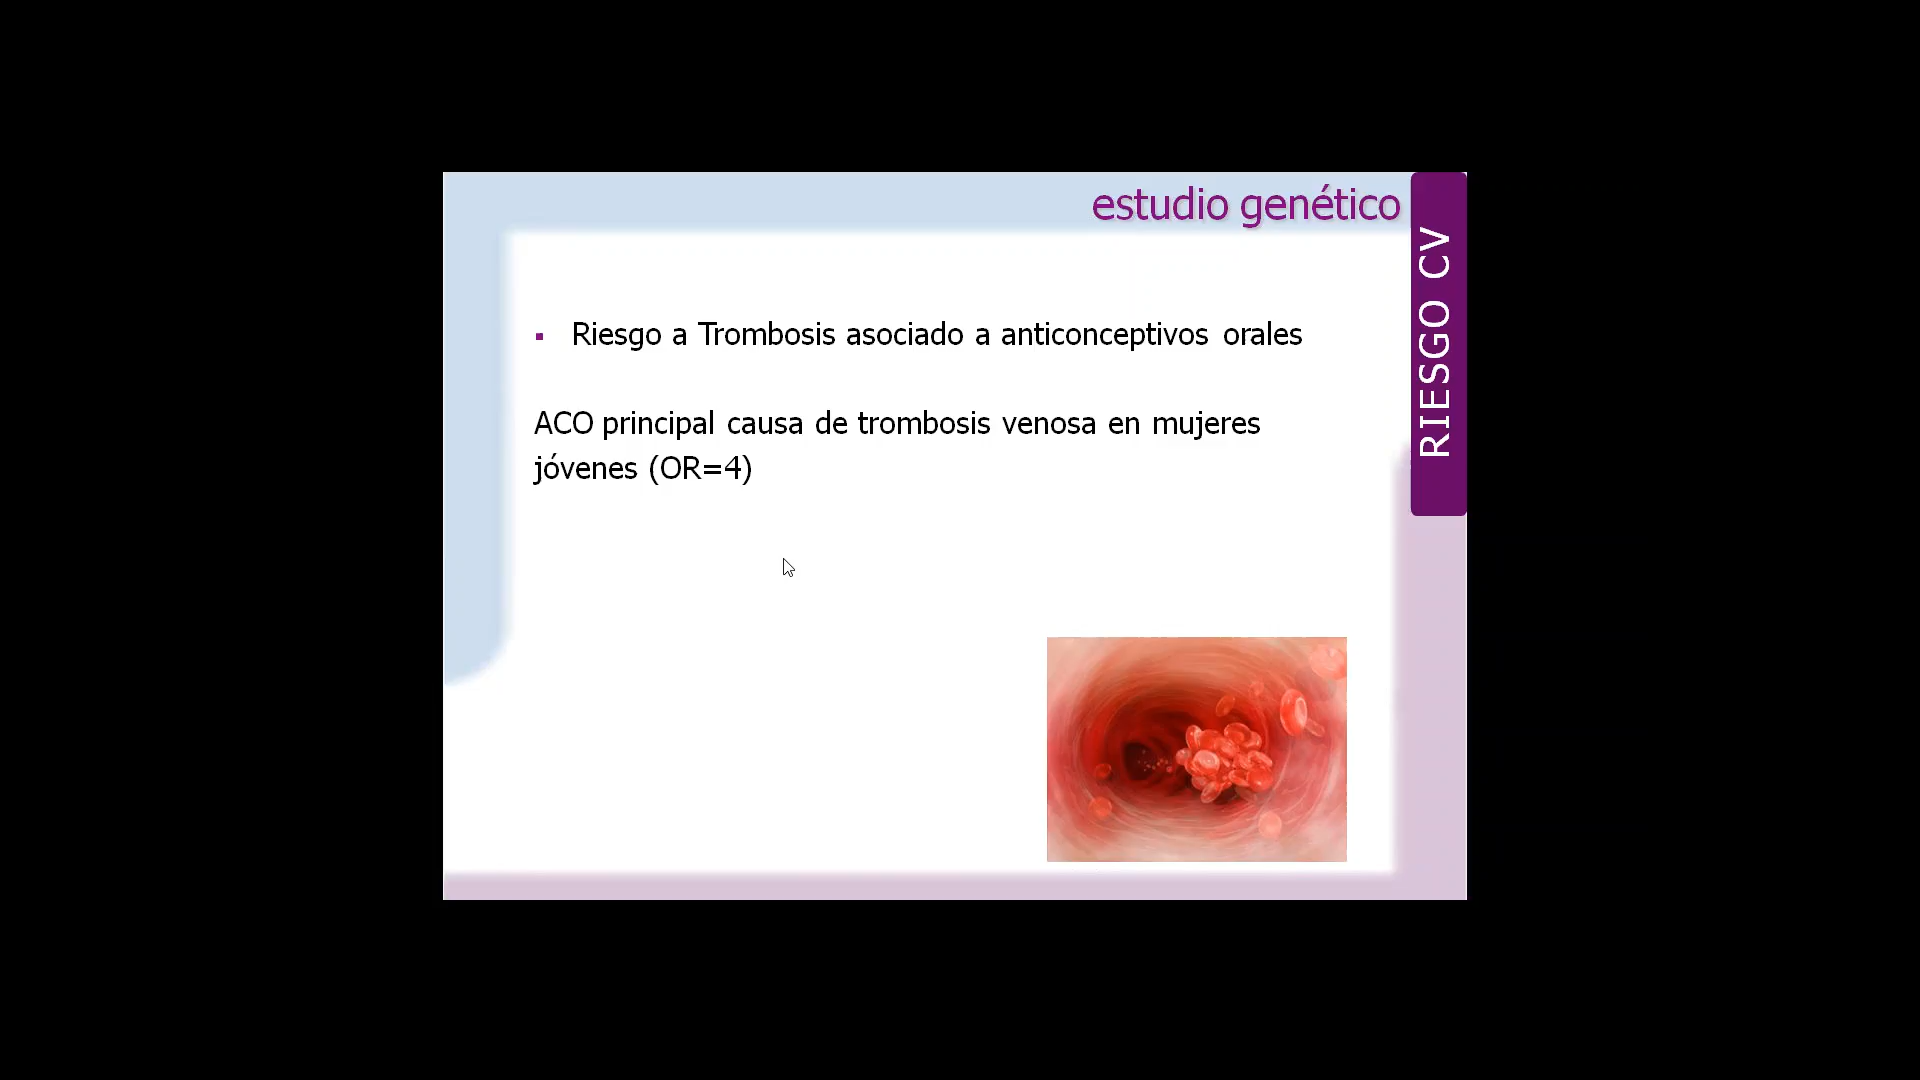 estudio genético
RIESGO CV
▪ Riesgo a Trombosis asociado a anticonceptivos orales
ACO principal causa de trombosis venosa en mujeres
jóvenes (OR=4)